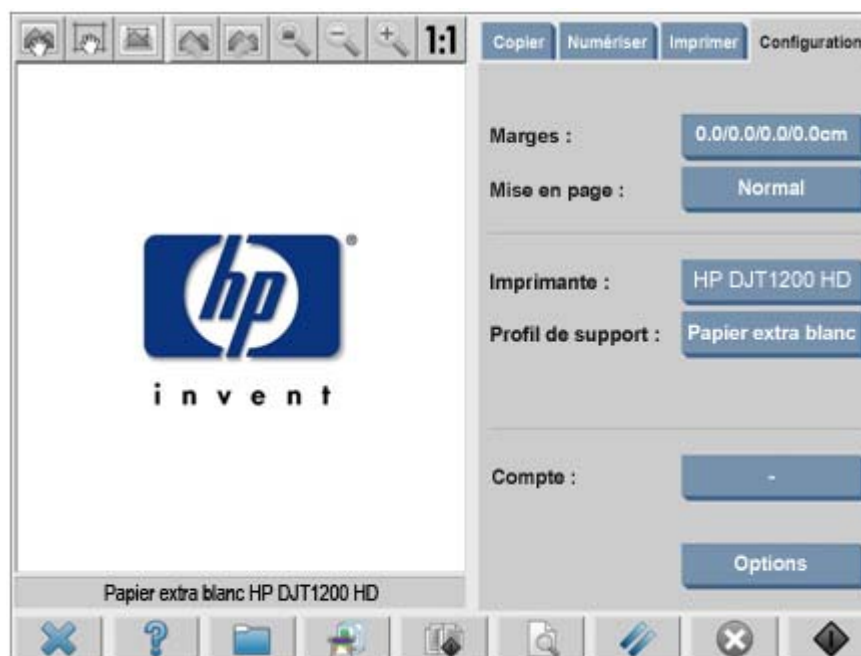 1:1
Copier Numériser Imprimer Configuration
Marges : 0.0/0.0/0.0/0.0cm
Mise en page : Normal
hp ®
invent
Imprimante : HP DJT1200 HD
Profil de support : Papier extra blanc
Compte : -
Options
Papier extra blanc HP DJT1200 HD
?